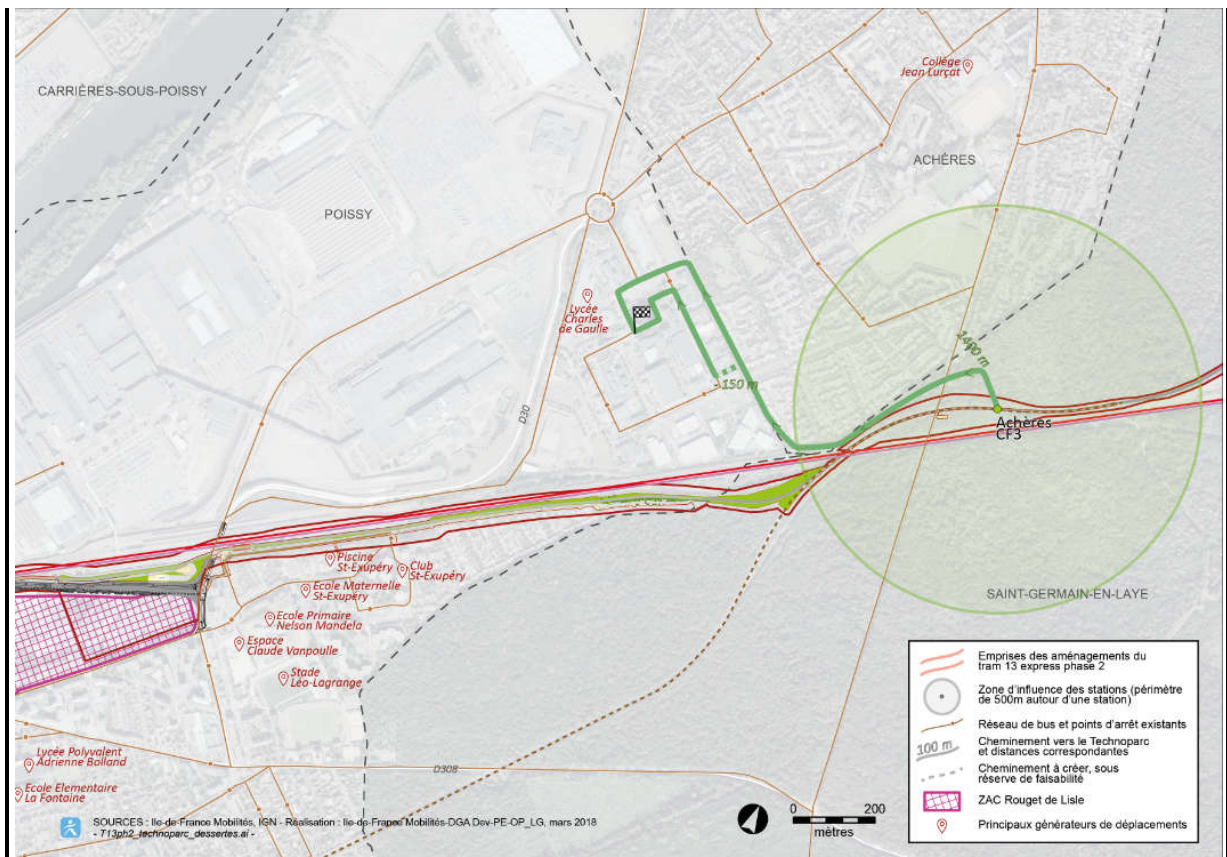 CARRIÈRES-SOUS-POISSY
Collège
Jean Lurçat
ACHÈRES
POISSY
Lycée
Charles
de Gaulle
1400 m
- 150 m
D30
Achères
CF3
Piscine
St-Exupéry
Club
St-Exupéry
Ecole Maternelle
St-Exupéry
Ecole Primaire
Nelson Mandela
Espace
Claude Vanpoulle
Stade
Léo-Lagrange
SAINT-GERMAIN-EN-LAYE
Lycée Polyvalent
Adrienne Bolland
Ecole Elementaire
La Fontaine
D308
Emprises des aménagements du
tram 13 express phase 2
Zone d'influence des stations (périmètre
de 500m autour d'une station)
Réseau de bus et points d'arrêt existants
100 m
Cheminement vers le Technoparc
et distances correspondantes
Cheminement à créer, sous
réserve de faisabilité
ZAC Rouget de Lisle
Principaux générateurs de déplacements
0 200
mètres
SOURCES : Ile-de-France Mobilités, IGN - Réalisation : Ile-de-France Mobilités-DGA Dev-PE-OP_LG, mars 2018
- T13ph2_technoparc_dessertes.ai -